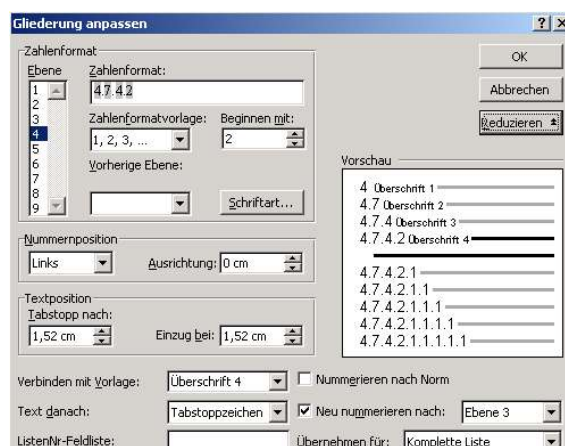 Gliederung anpassen
Zahlenformat
Ebene
1
2
3
4
5
6
7
8
9
Zahlenformat:
4.7.4.2
Zahlenformatvorlage:
1, 2, 3, ...
Beginnen mit:
2
Vorherige Ebene:
Schriftart...
OK
Abbrechen
Reduzieren
Nummernposition
Links
Ausrichtung: 0 cm
Textposition
Tabstopp nach:
1,52 cm
Einzug bei: 1,52 cm
Vorschau
4 Überschrift 1
4.7 Überschrift 2
4.7.4 Überschrift 3
4.7.4.2 Überschrift 4
4.7.4.2.1
4.7.4.2.1.1
4.7.4.2.1.1.1
4.7.4.2.1.1.1.1
4.7.4.2.1.1.1.1.1
Verbinden mit Vorlage: Überschrift 4
Nummerieren nach Norm
Text danach: Tabstoppzeichen
Neu nummerieren nach: Ebene 3
ListenNr-Feldliste:
Übernehmen für: Komplette Liste